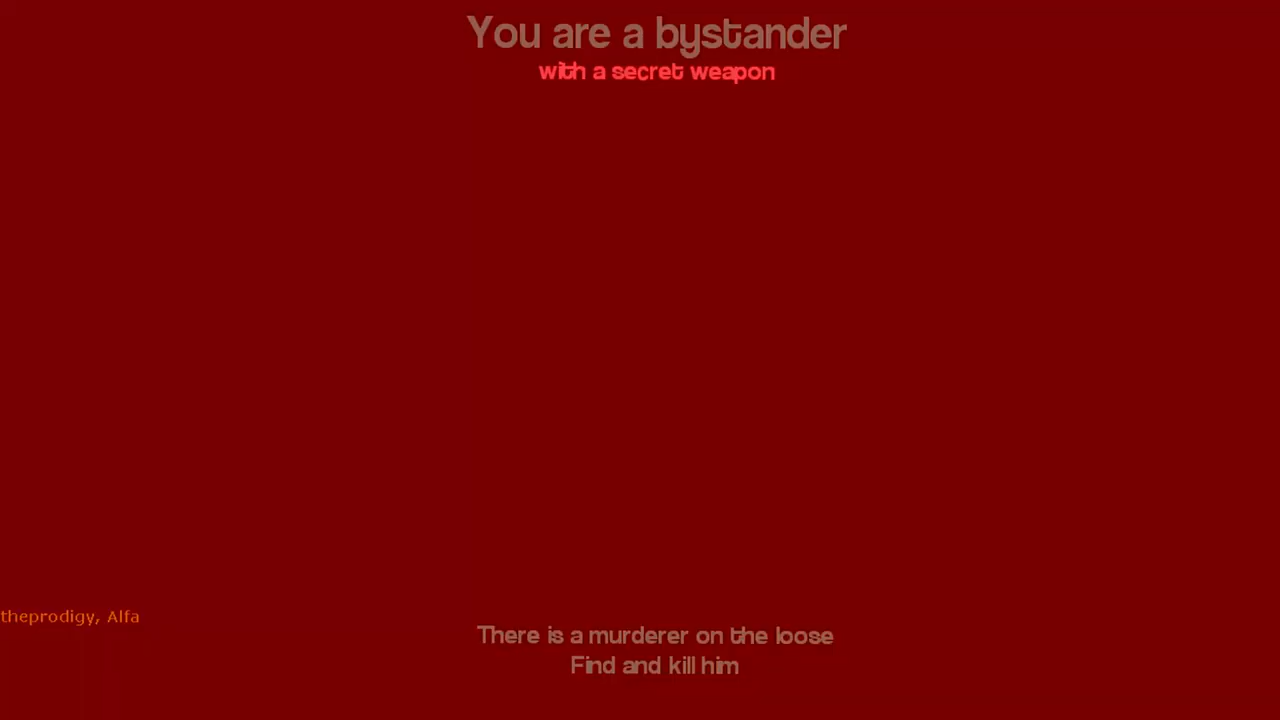 You are a bystander
with a secret weapon
theprodigy, Alfa
There is a murderer on the loose
Find and kill him